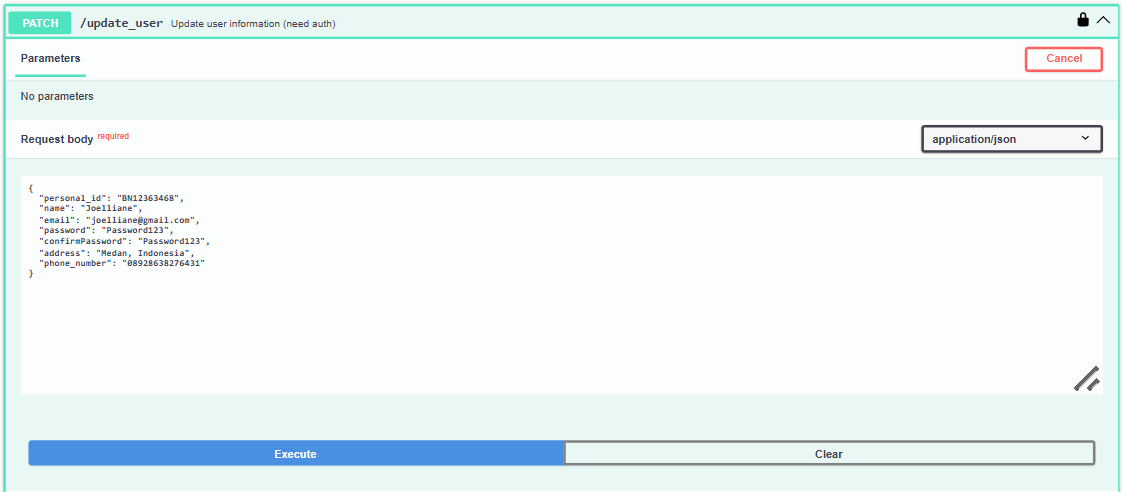 PATCH /update_user Update user information (need auth)
Parameters Cancel
No parameters
Request body required application/json
{
  "personal_id": "BN12363468",
  "name": "Joelliane",
  "email": "joelliane@gmail.com",
  "password": "Password123",
  "confirmPassword": "Password123",
  "address": "Medan, Indonesia",
  "phone_number": "08928638276431"
}
Execute Clear